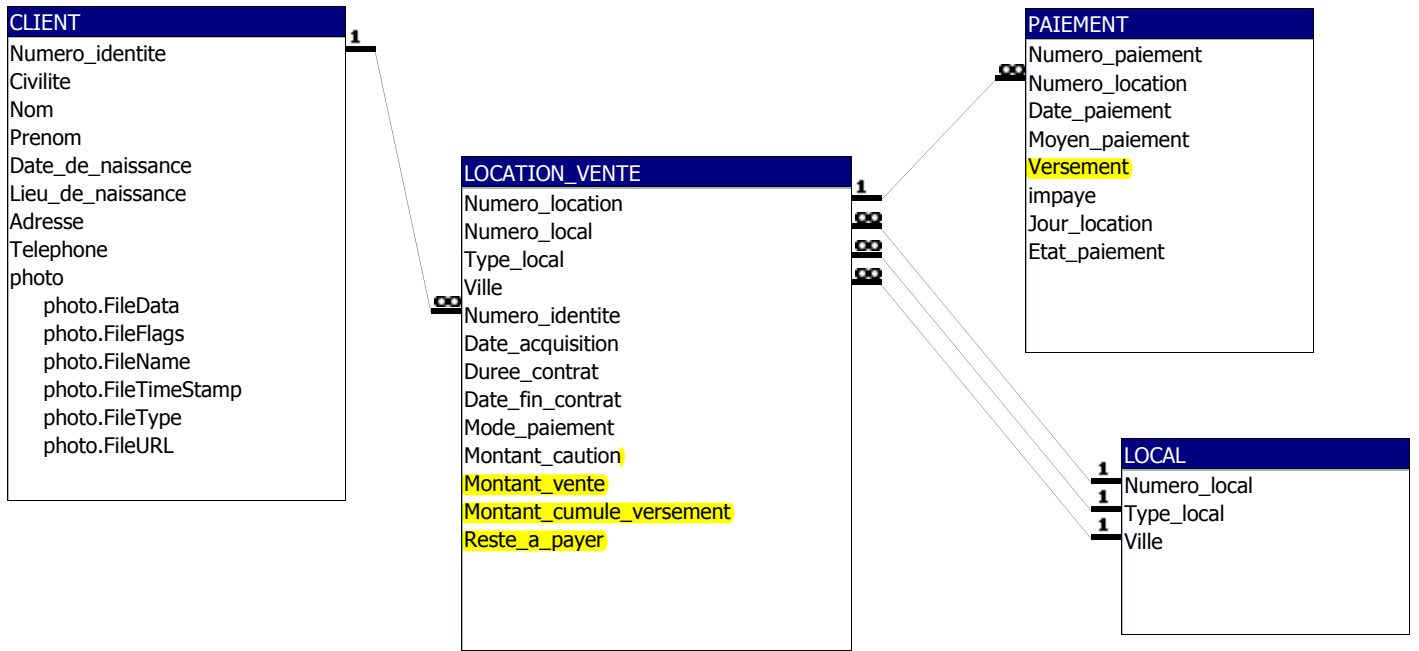 CLIENT
Numero_identite
Civilite
Nom
Prenom
Date_de_naissance
Lieu_de_naissance
Adresse
Telephone
photo
photo.FileData
photo.FileFlags
photo.FileName
photo.FileTimeStamp
photo.FileType
photo.FileURL
1
∞
LOCATION_VENTE
Numero_location
Numero_local
Type_local
Ville
Numero_identite
Date_acquisition
Duree_contrat
Date_fin_contrat
Mode_paiement
Montant_caution
Montant_vente
Montant_cumule_versement
Reste_a_payer
1
∞
∞
∞
∞
PAIEMENT
Numero_paiement
Numero_location
Date_paiement
Moyen_paiement
Versement
impaye
Jour_location
Etat_paiement
1
1
1
LOCAL
Numero_local
Type_local
Ville